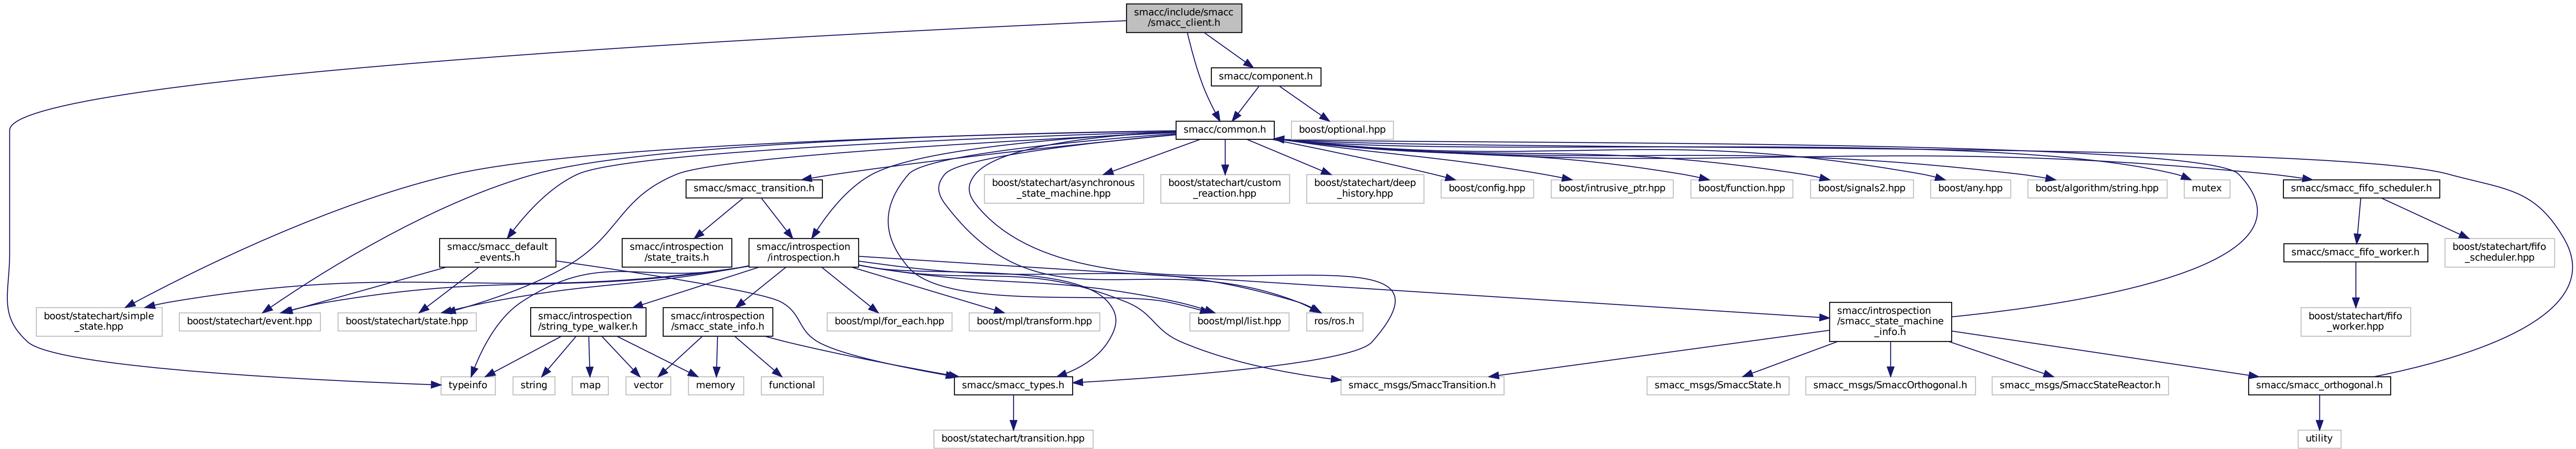 smacc/include/smacc
/smacc_client.h
smacc/component.h
smacc/common.h
boost/optional.hpp
smacc/smacc_transition.h
boost/statechart/asynchronous
_state_machine.hpp
boost/statechart/custom
_reaction.hpp
boost/statechart/deep
_history.hpp
boost/config.hpp
boost/intrusive_ptr.hpp
boost/function.hpp
boost/signals2.hpp
boost/any.hpp
boost/algorithm/string.hpp
mutex
smacc/smacc_fifo_scheduler.h
smacc/smacc_default
_events.h
smacc/introspection
/state_traits.h
smacc/introspection
/introspection.h
smacc/smacc_fifo_worker.h
boost/statechart/fifo
_scheduler.hpp
boost/statechart/simple
_state.hpp
boost/statechart/event.hpp
boost/statechart/state.hpp
smacc/introspection
/string_type_walker.h
smacc/introspection
/smacc_state_info.h
boost/mpl/for_each.hpp
boost/mpl/transform.hpp
boost/mpl/list.hpp
ros/ros.h
smacc/introspection
/smacc_state_machine
_info.h
boost/statechart/fifo
_worker.hpp
typeinfo
string
map
vector
memory
functional
smacc/smacc_types.h
smacc_msgs/SmaccTransition.h
smacc_msgs/SmaccState.h
smacc_msgs/SmaccOrthogonal.h
smacc_msgs/SmaccStateReactor.h
smacc/smacc_orthogonal.h
boost/statechart/transition.hpp
utility